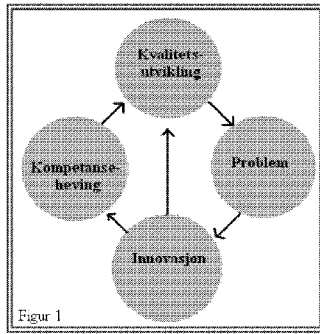 Kvalitets-
utvikling
Problem
Kompetanse-
heving
Innovasjon
Figur 1